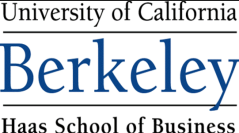 University of California
Berkeley
Haas School of Business